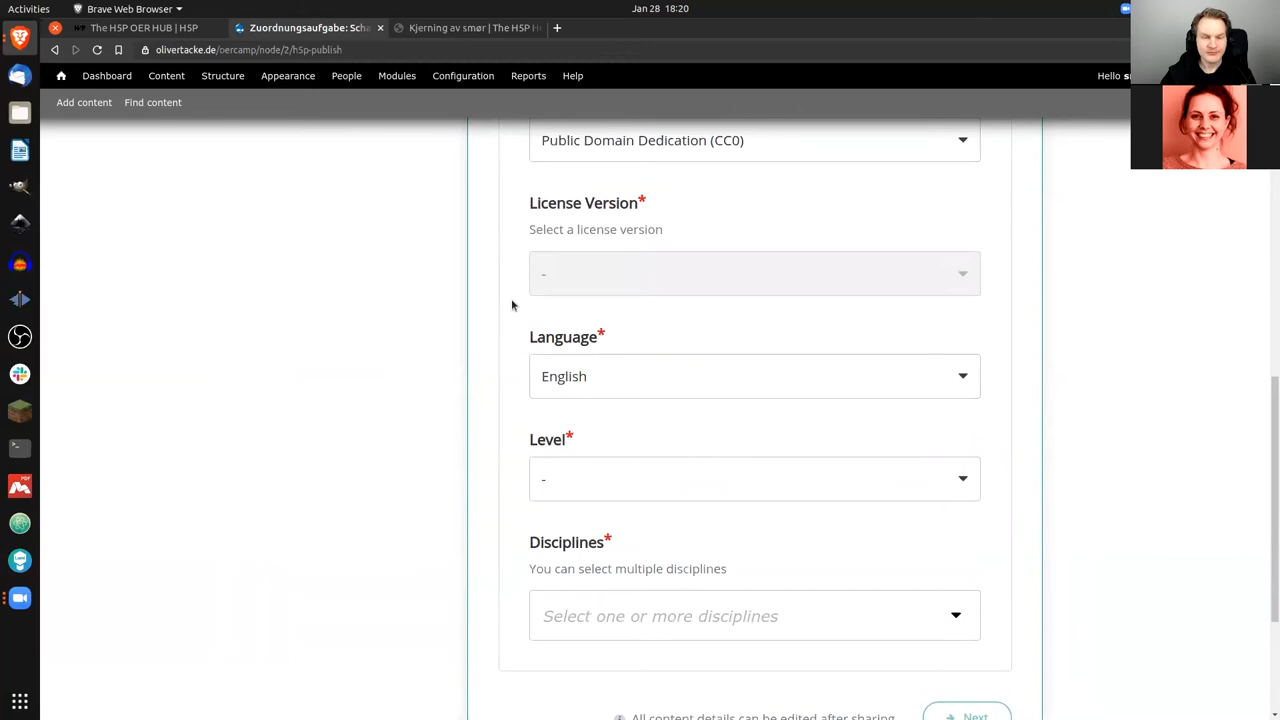 Activities
Brave Web Browser
Jan 28 18:20
The H5P OER HUB | H5P
Zuordnungsaufgabe: Sch
Kjerning av smør | The H5P H
olivertacke.de/oercamp/node/2/h5p-publish
Dashboard Content Structure Appearance People Modules Configuration Reports Help
Hello
Add content Find content
Public Domain Dedication (CC0)
License Version*
Select a license version
-
Language*
English
Level*
-
Disciplines*
You can select multiple disciplines
Select one or more disciplines
All content details can be edited after sharing
Next